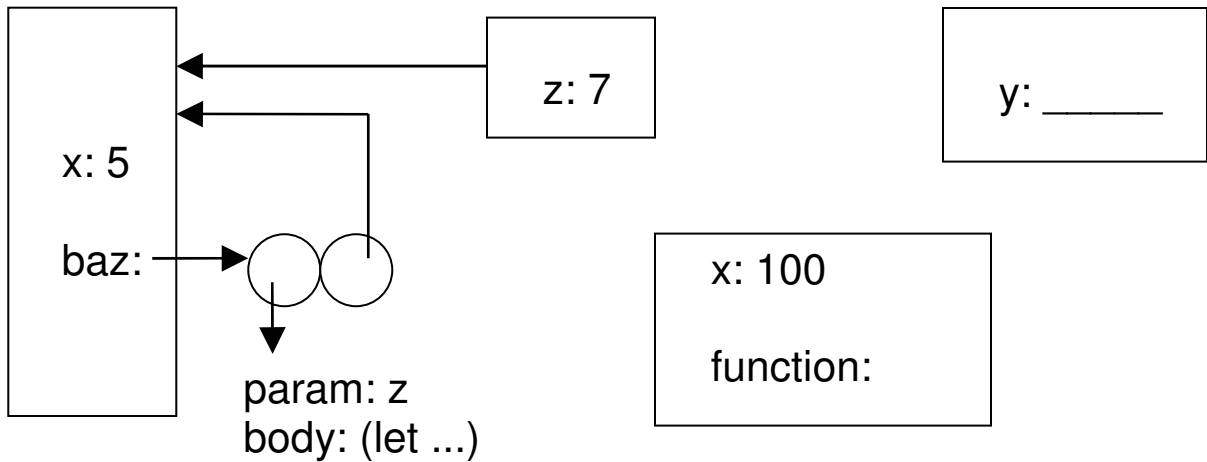 z: 7
y: _____
x: 5
baz:
x: 100
function:
param: z
body: (let ...)